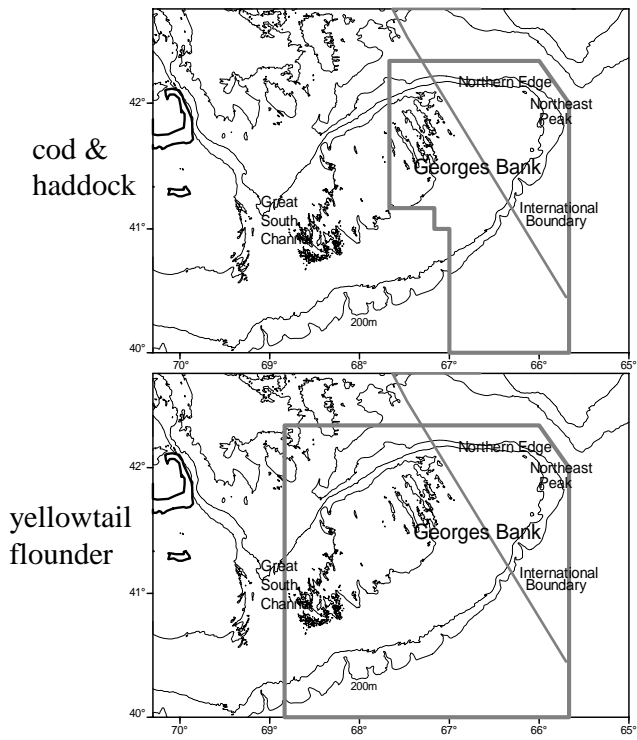 cod &
haddock
42°
41°
40°
Northern Edge
Northeast
Peak
Georges Bank
Great
South
Channel
International
Boundary
200m
70°
69°
68°
67°
66°
65°
yellowtail
flounder
42°
41°
40°
Northern Edge
Northeast
Peak
Georges Bank
Great
South
Channel
International
Boundary
200m
70°
69°
68°
67°
66°
65°